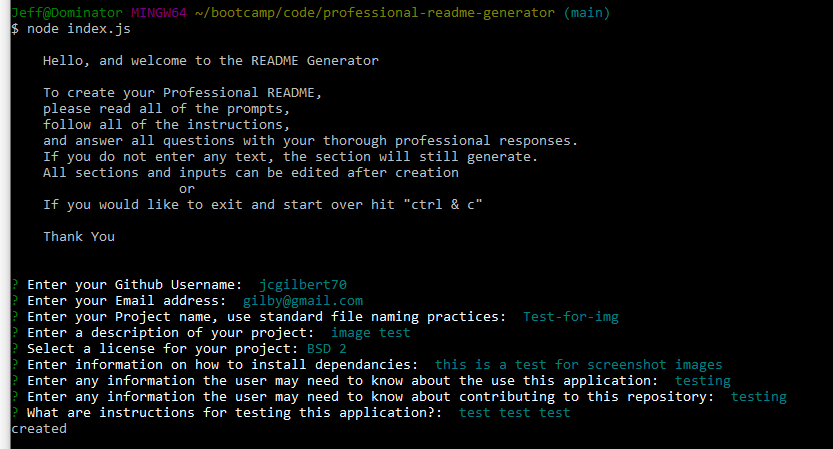 Jeff@Dominator MINGW64 ~/bootcamp/code/professional-readme-generator (main)
$ node index.js
Hello, and welcome to the README Generator
To create your Professional README,
please read all of the prompts,
follow all of the instructions,
and answer all questions with your thorough professional responses.
If you do not enter any text, the section will still generate.
All sections and inputs can be edited after creation
or
If you would like to exit and start over hit "ctrl & c"
Thank You
? Enter your Github Username:  jcgilbert70
? Enter your Email address:  gilby@gmail.com
? Enter your Project name, use standard file naming practices:  Test-for-img
? Enter a description of your project:  image test
? Select a license for your project: BSD 2
? Enter information on how to install dependancies:  this is a test for screenshot images
? Enter any information the user may need to know about the use this application:  testing
? Enter any information the user may need to know about contributing to this repository:  testing
? What are instructions for testing this application?:  test test test
created